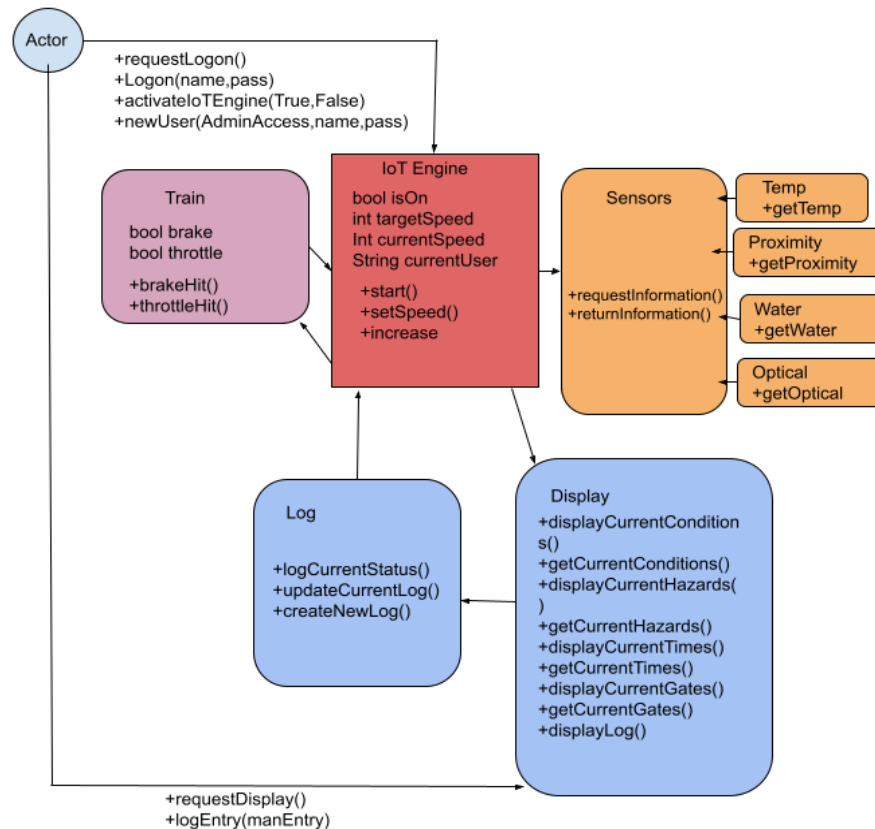 Actor
+requestLogon()
+Logon(name,pass)
+activateIoTEngine(True,False)
+newUser(AdminAccess,name,pass)
IoT Engine
bool isOn
int targetSpeed
Int currentSpeed
String currentUser
+start()
+setSpeed()
+increase
Train
bool brake
bool throttle
+brakeHit()
+throttleHit()
Sensors
+requestInformation()
+returnInformation()
Temp
+getTemp
Proximity
+getProximity
Water
+getWater
Optical
+getOptical
Log
+logCurrentStatus()
+updateCurrentLog()
+createNewLog()
Display
+displayCurrentCondition
s()
+getCurrentConditions()
+displayCurrentHazards(
)
+getCurrentHazards()
+displayCurrentTimes()
+getCurrentTimes()
+displayCurrentGates()
+getCurrentGates()
+displayLog()
+requestDisplay()
+logEntry(manEntry)